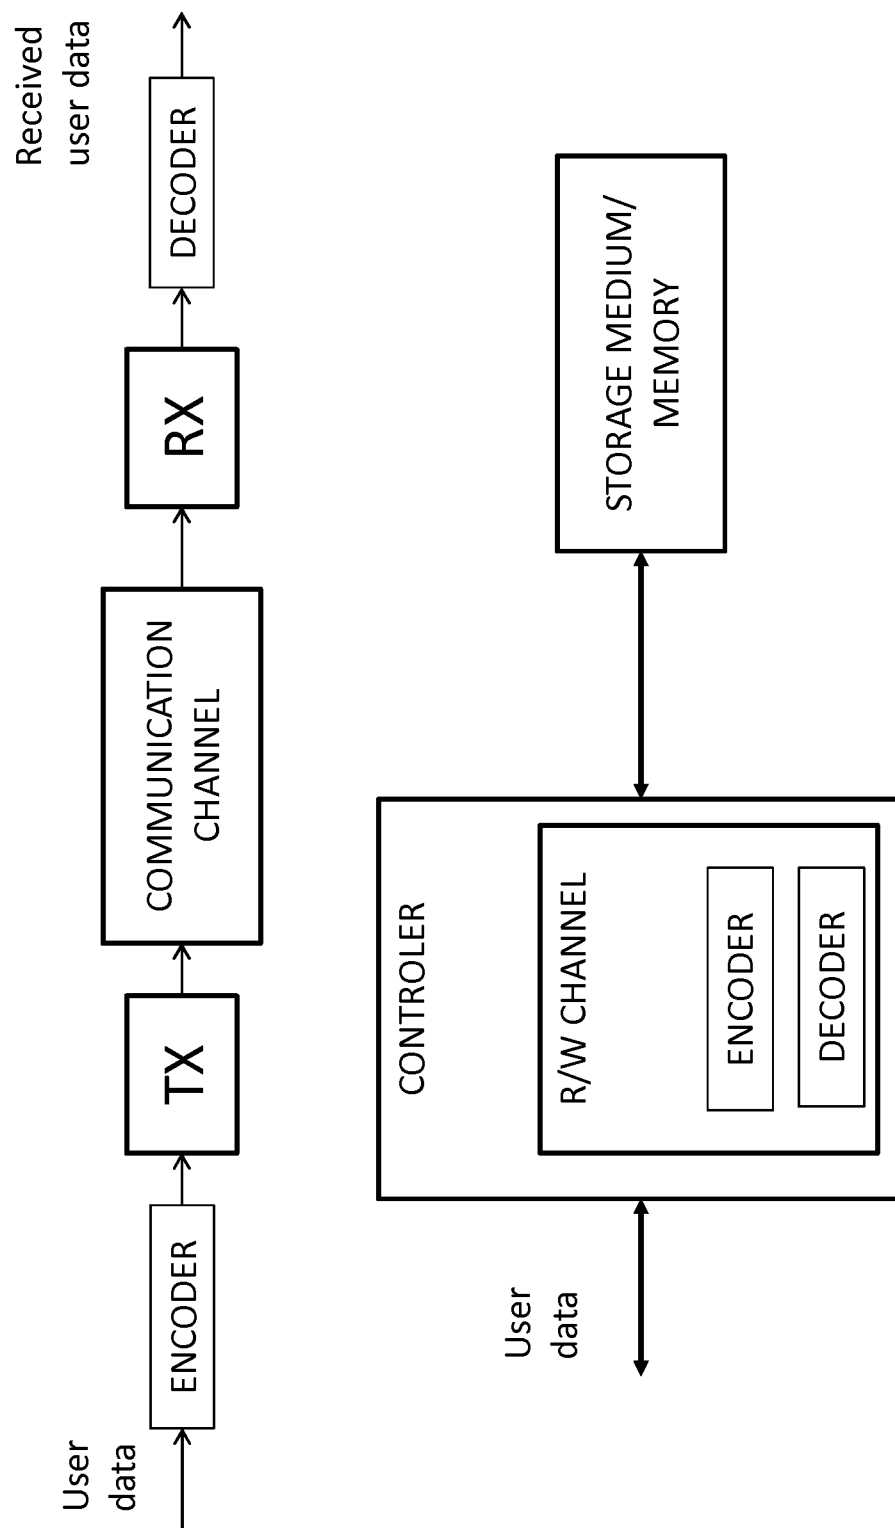 User
data
ENCODER
TX
COMMUNICATION
CHANNEL
RX
DECODER
Received
user data
User
data
CONTROLER
R/W CHANNEL
ENCODER
DECODER
STORAGE MEDIUM/
MEMORY